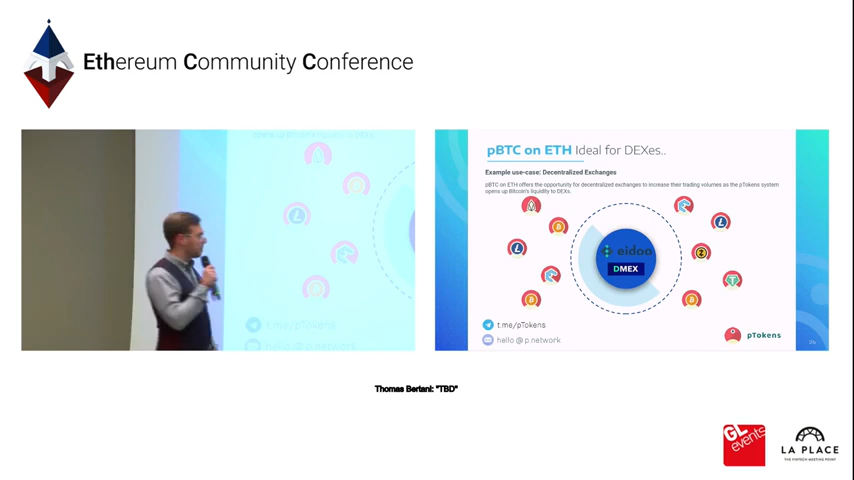 Ethereum Community Conference
pBTC on ETH Ideal for DEXes..
Example use-case: Decentralized Exchanges
pBTC on ETH offers the opportunity for decentralized exchanges to increase their trading volumes as the pTokens system
opens up Bitcoin's liquidity to DEXs.
eidoo
DMEX
t.me/pTokens
hello @ p.network
pTokens
t.me/pTokens
hello @ p.network
Thomas Bertani: "TBD"
GL
events
LA PLACE
THE FINTECH MEETING POINT